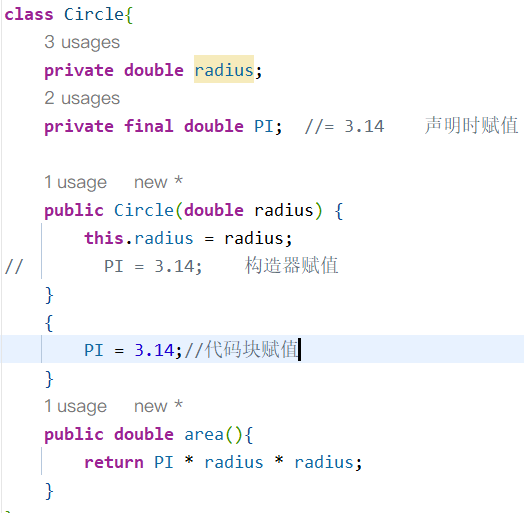 class Circle{
3 usages
private double radius;
2 usages
private final double PI;  //= 3.14    声明时赋值
1 usage   new *
public Circle(double radius) {
this.radius = radius;
//        PI = 3.14;    构造器赋值
}
{
PI = 3.14;//代码块赋值
}
1 usage   new *
public double area(){
return PI * radius * radius;
}